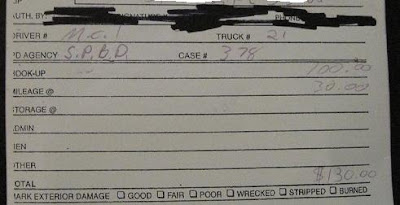 AUTH. BY
DRIVER # TRUCK # 21
PD AGENCY S.P.P.D. CASE # 378
HOOK-UP 100.00
MILEAGE @ 30.00
STORAGE @
ADMIN
LIEN
OTHER
TOTAL $130.00
MARK EXTERIOR DAMAGE ☐ GOOD ☐ FAIR ☐ POOR ☐ WRECKED ☐ STRIPPED ☐ BURNED